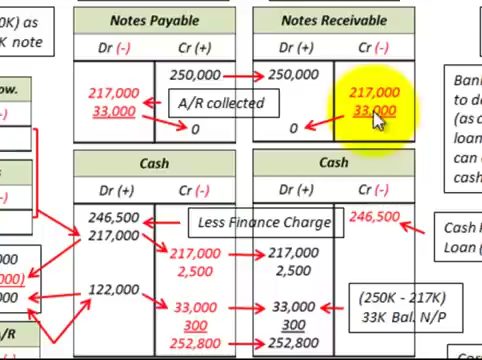 0K) as
K note
ow.
-)
s
-)
000
000)
000
A/R
Notes Payable
Dr (-) Cr (+)
250,000
217,000
33,000
0
A/R collected
Notes Receivable
Dr (+) Cr (-)
250,000
217,000
33,000
0
Cash
Dr (+) Cr (-)
246,500
217,000
217,000
2,500
122,000
33,000
300
252,800
Less Finance Charge
Cash
Dr (+) Cr (-)
246,500
217,000
2,500
33,000
300
252,800
Ban
to d
(as c
loan
can
cash
Cash
Loan (
(250K - 217K)
33K Bal. N/P